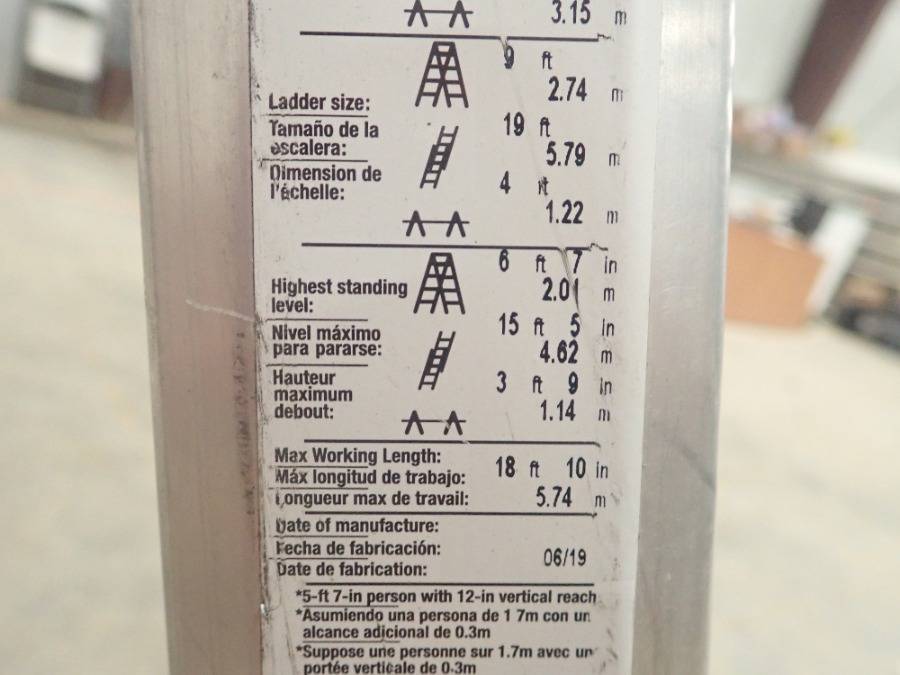 3.15 m
9 ft
2.74 m
Ladder size:
Tamaño de la
escalera:
19 ft
5.79 m
Dimension de
l'échelle:
4 ft
1.22 m
6 ft 7 in
2.01 m
Highest standing
level:
15 ft 5 in
Nivel máximo
para pararse:
4.62 m
Hauteur
maximum
debout:
3 ft 9 in
1.14 m
Max Working Length:
Máx longitud de trabajo:
18 ft 10 in
Longueur max de travail:
5.74 m
Date of manufacture:
Fecha de fabricación:
Date de fabrication:
06/19
*5-ft 7-in person with 12-in vertical reach
*Asumiendo una persona de 1 7m con un
alcance adicional de 0.3m
*Suppose une personne sur 1.7m avec un
portée verticale de 0.3m